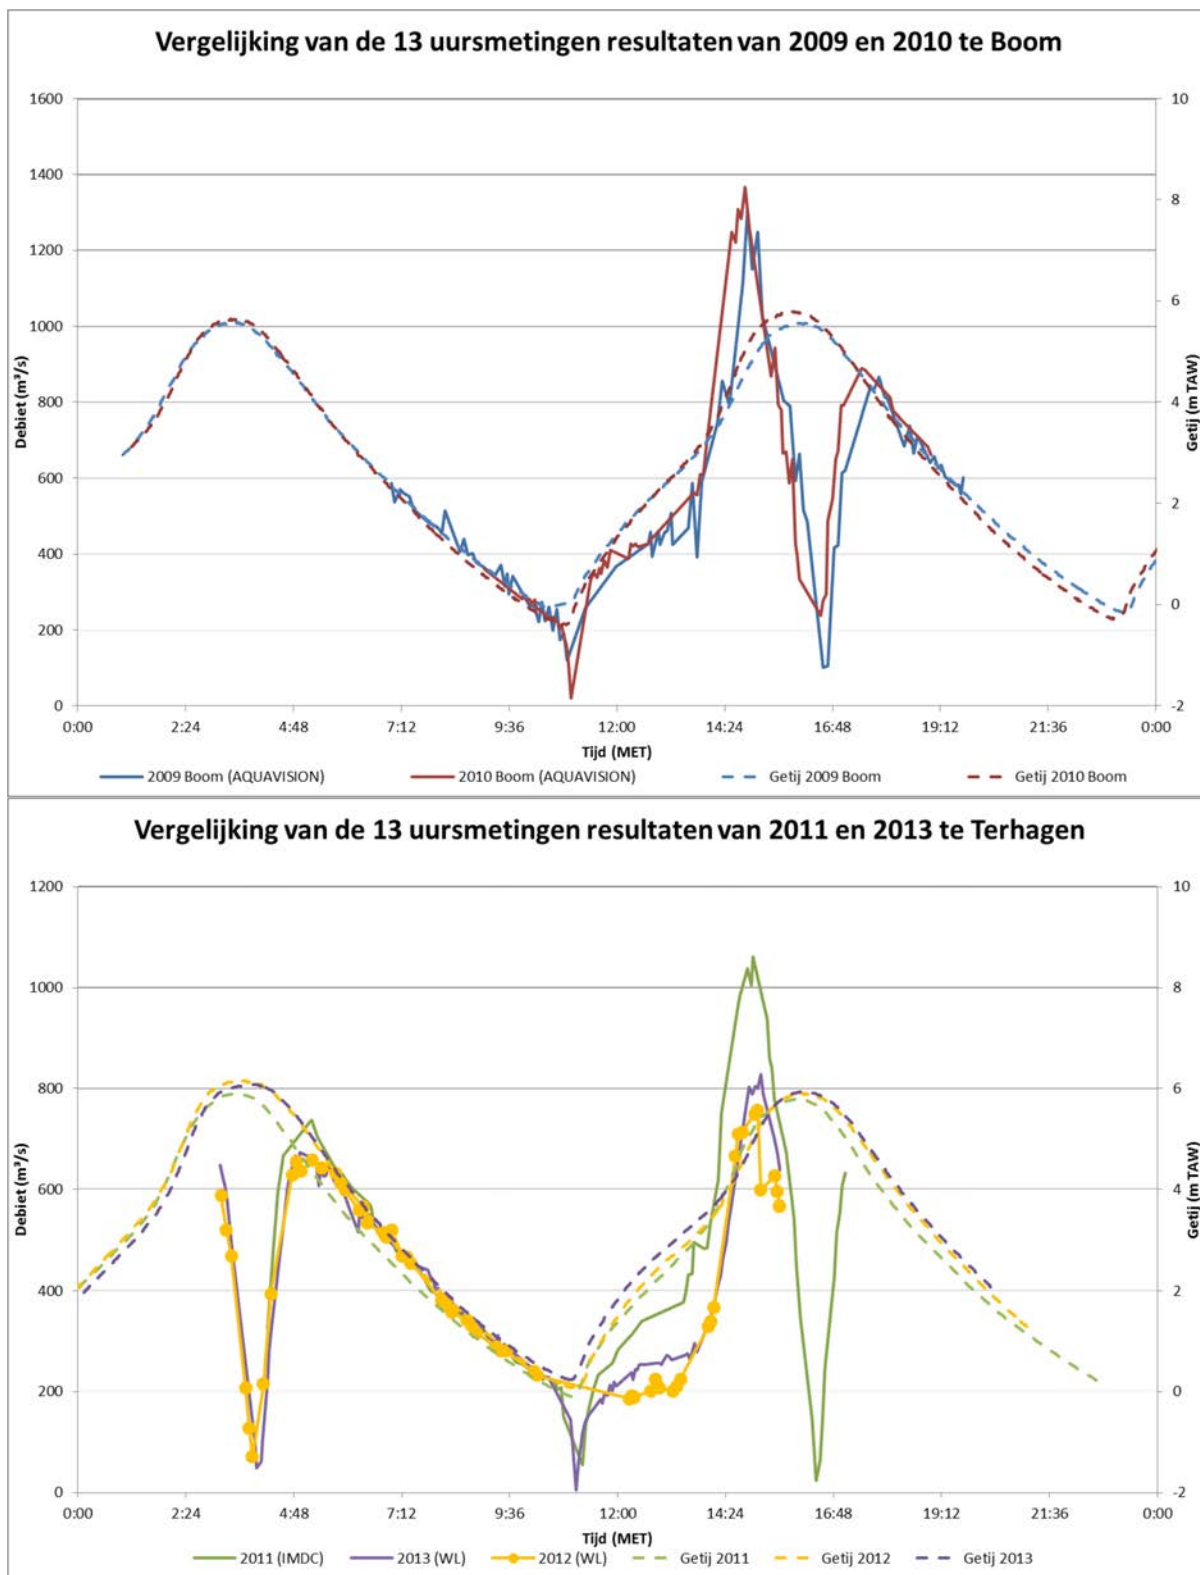 Vergelijking van de 13 uursmetingen resultaten van 2009 en 2010 te Boom
1600
1400
1200
1000
800
600
400
200
0
Debiet (m³/s)
10
8
6
4
2
0
-2
Getij (m TAW)
0:00 2:24 4:48 7:12 9:36 12:00 14:24 16:48 19:12 21:36 0:00
Tijd (MET)
2009 Boom (AQUAVISION) 2010 Boom (AQUAVISION) Getij 2009 Boom Getij 2010 Boom
Vergelijking van de 13 uursmetingen resultaten van 2011 en 2013 te Terhagen
1200
1000
800
600
400
200
0
Debiet (m³/s)
10
8
6
4
2
0
-2
Getij (m TAW)
0:00 2:24 4:48 7:12 9:36 12:00 14:24 16:48 19:12 21:36 0:00
Tijd (MET)
2011 (IMDC) 2013 (WL) 2012 (WL) Getij 2011 Getij 2012 Getij 2013